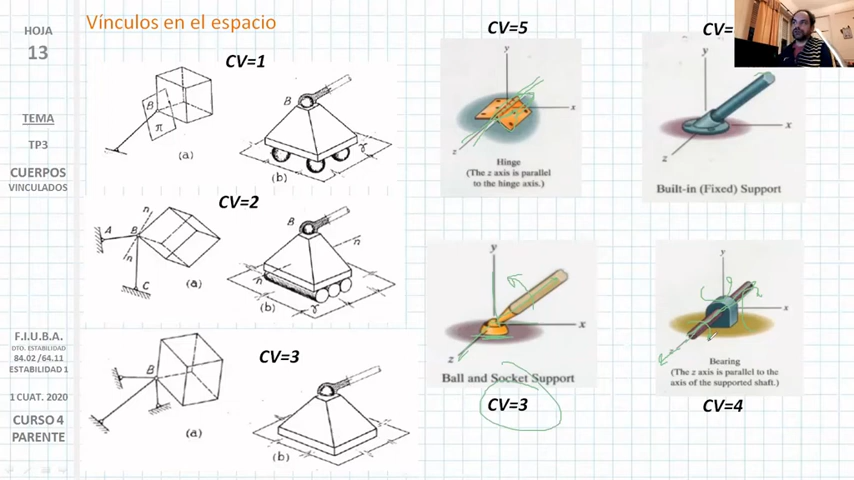 HOJA
13
TEMA
TP3
CUERPOS
VINCULADOS
F.I.U.B.A.
DTO. ESTABILIDAD
84.02 /64.11
ESTABILIDAD 1
1 CUAT. 2020
CURSO 4
PARENTE
Vínculos en el espacio
CV=1
B
π
(a)
B
γ
(b)
CV=2
A
B
n
n
C
(a)
B
n
n
γ
(b)
CV=3
B
(a)
(b)
CV=5
y
x
z
Hinge
(The z axis is parallel
to the hinge axis.)
CV=
y
x
z
Built-in (Fixed) Support
y
x
z
Ball and Socket Support
CV=3
y
x
z
Bearing
(The z axis is parallel to the
axis of the supported shaft.)
CV=4